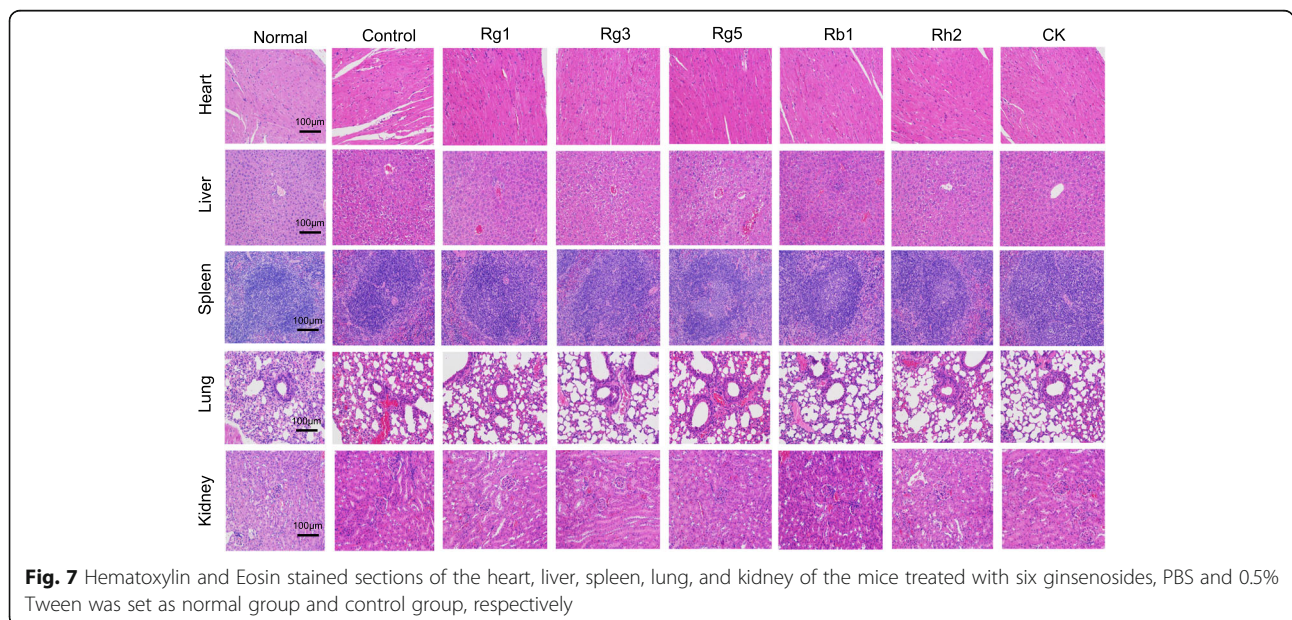 Normal Control Rg1 Rg3 Rg5 Rb1 Rh2 CK
Heart
100μm
Liver
100μm
Spleen
100μm
Lung
100μm
Kidney
100μm
Fig. 7 Hematoxylin and Eosin stained sections of the heart, liver, spleen, lung, and kidney of the mice treated with six ginsenosides, PBS and 0.5%
Tween was set as normal group and control group, respectively